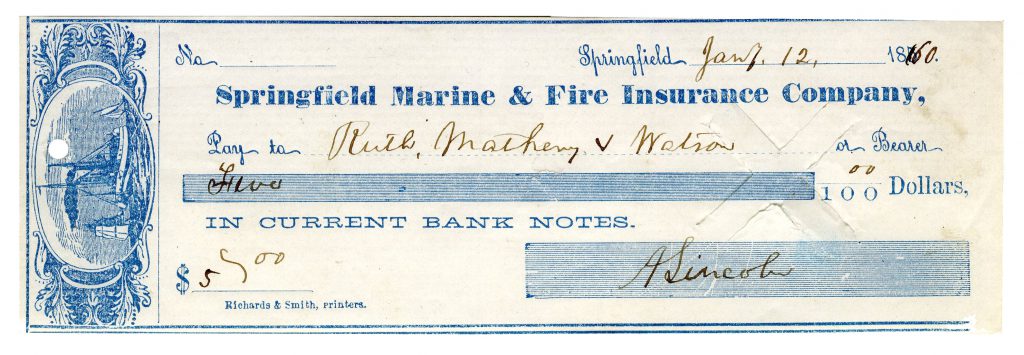 No Springfield Jany. 12, 1860.
Springfield Marine & Fire Insurance Company,
Pay to Ruth, Matheny & Watson or Bearer
Five 00/100 Dollars,
IN CURRENT BANK NOTES.
$ 5 00
A Lincoln
Richards & Smith, Printers.